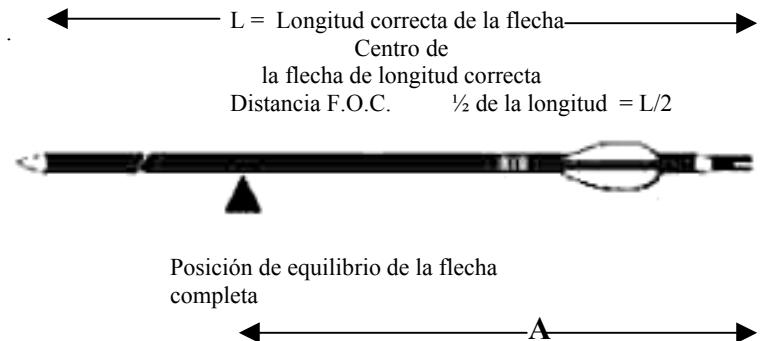 L = Longitud correcta de la flecha
Centro de
la flecha de longitud correcta
Distancia F.O.C. ½ de la longitud = L/2
Posición de equilibrio de la flecha
completa
A